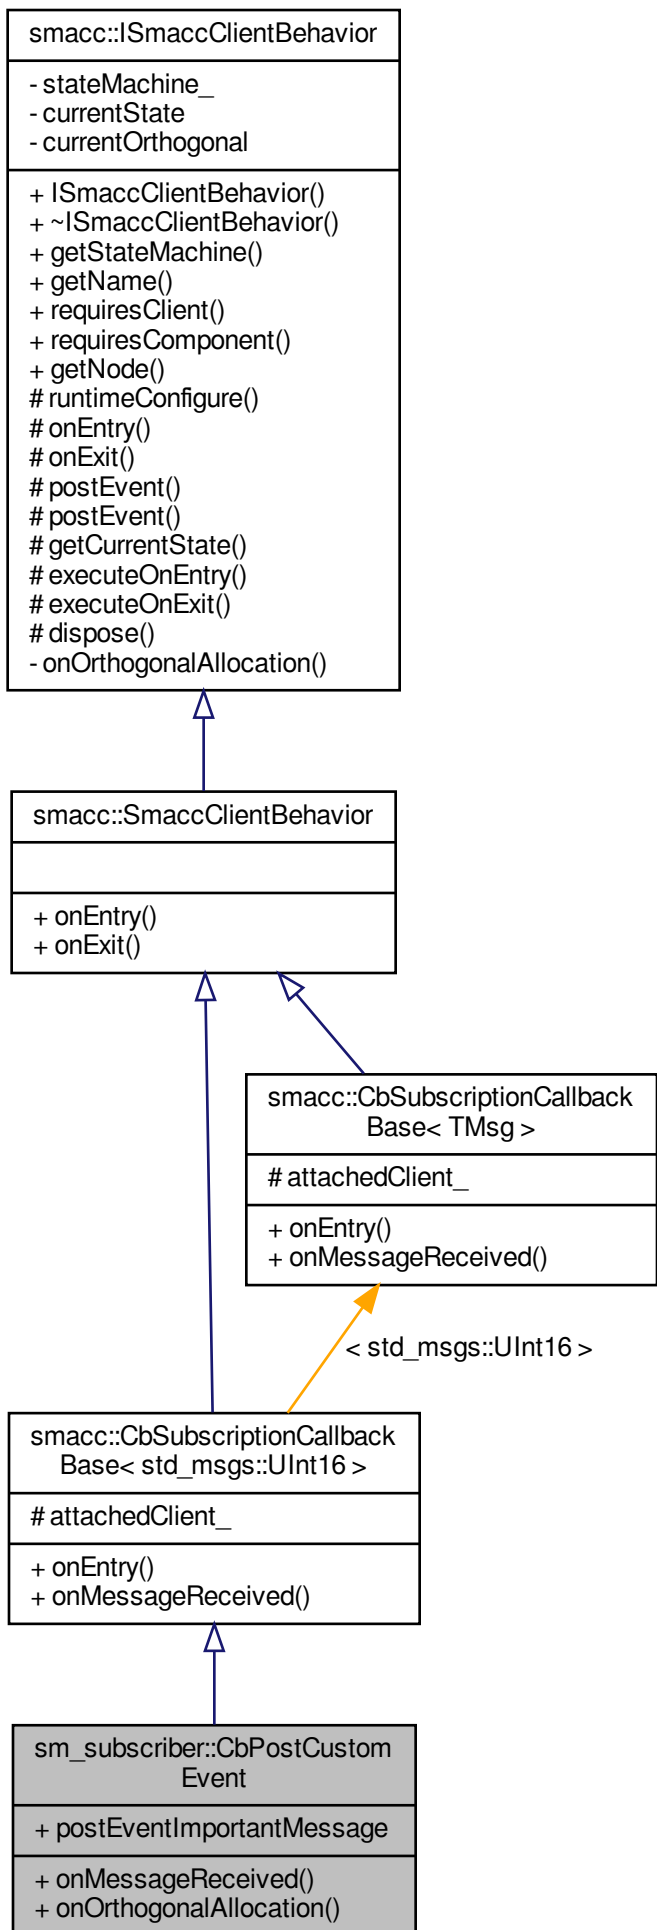 smacc::ISmaccClientBehavior
- stateMachine_
- currentState
- currentOrthogonal
+ ISmaccClientBehavior()
+ ~ISmaccClientBehavior()
+ getStateMachine()
+ getName()
+ requiresClient()
+ requiresComponent()
+ getNode()
# runtimeConfigure()
# onEntry()
# onExit()
# postEvent()
# postEvent()
# getCurrentState()
# executeOnEntry()
# executeOnExit()
# dispose()
- onOrthogonalAllocation()
smacc::SmaccClientBehavior
+ onEntry()
+ onExit()
smacc::CbSubscriptionCallback
Base< TMsg >
# attachedClient_
+ onEntry()
+ onMessageReceived()
< std_msgs::UInt16 >
smacc::CbSubscriptionCallback
Base< std_msgs::UInt16 >
# attachedClient_
+ onEntry()
+ onMessageReceived()
sm_subscriber::CbPostCustom
Event
+ postEventImportantMessage
+ onMessageReceived()
+ onOrthogonalAllocation()